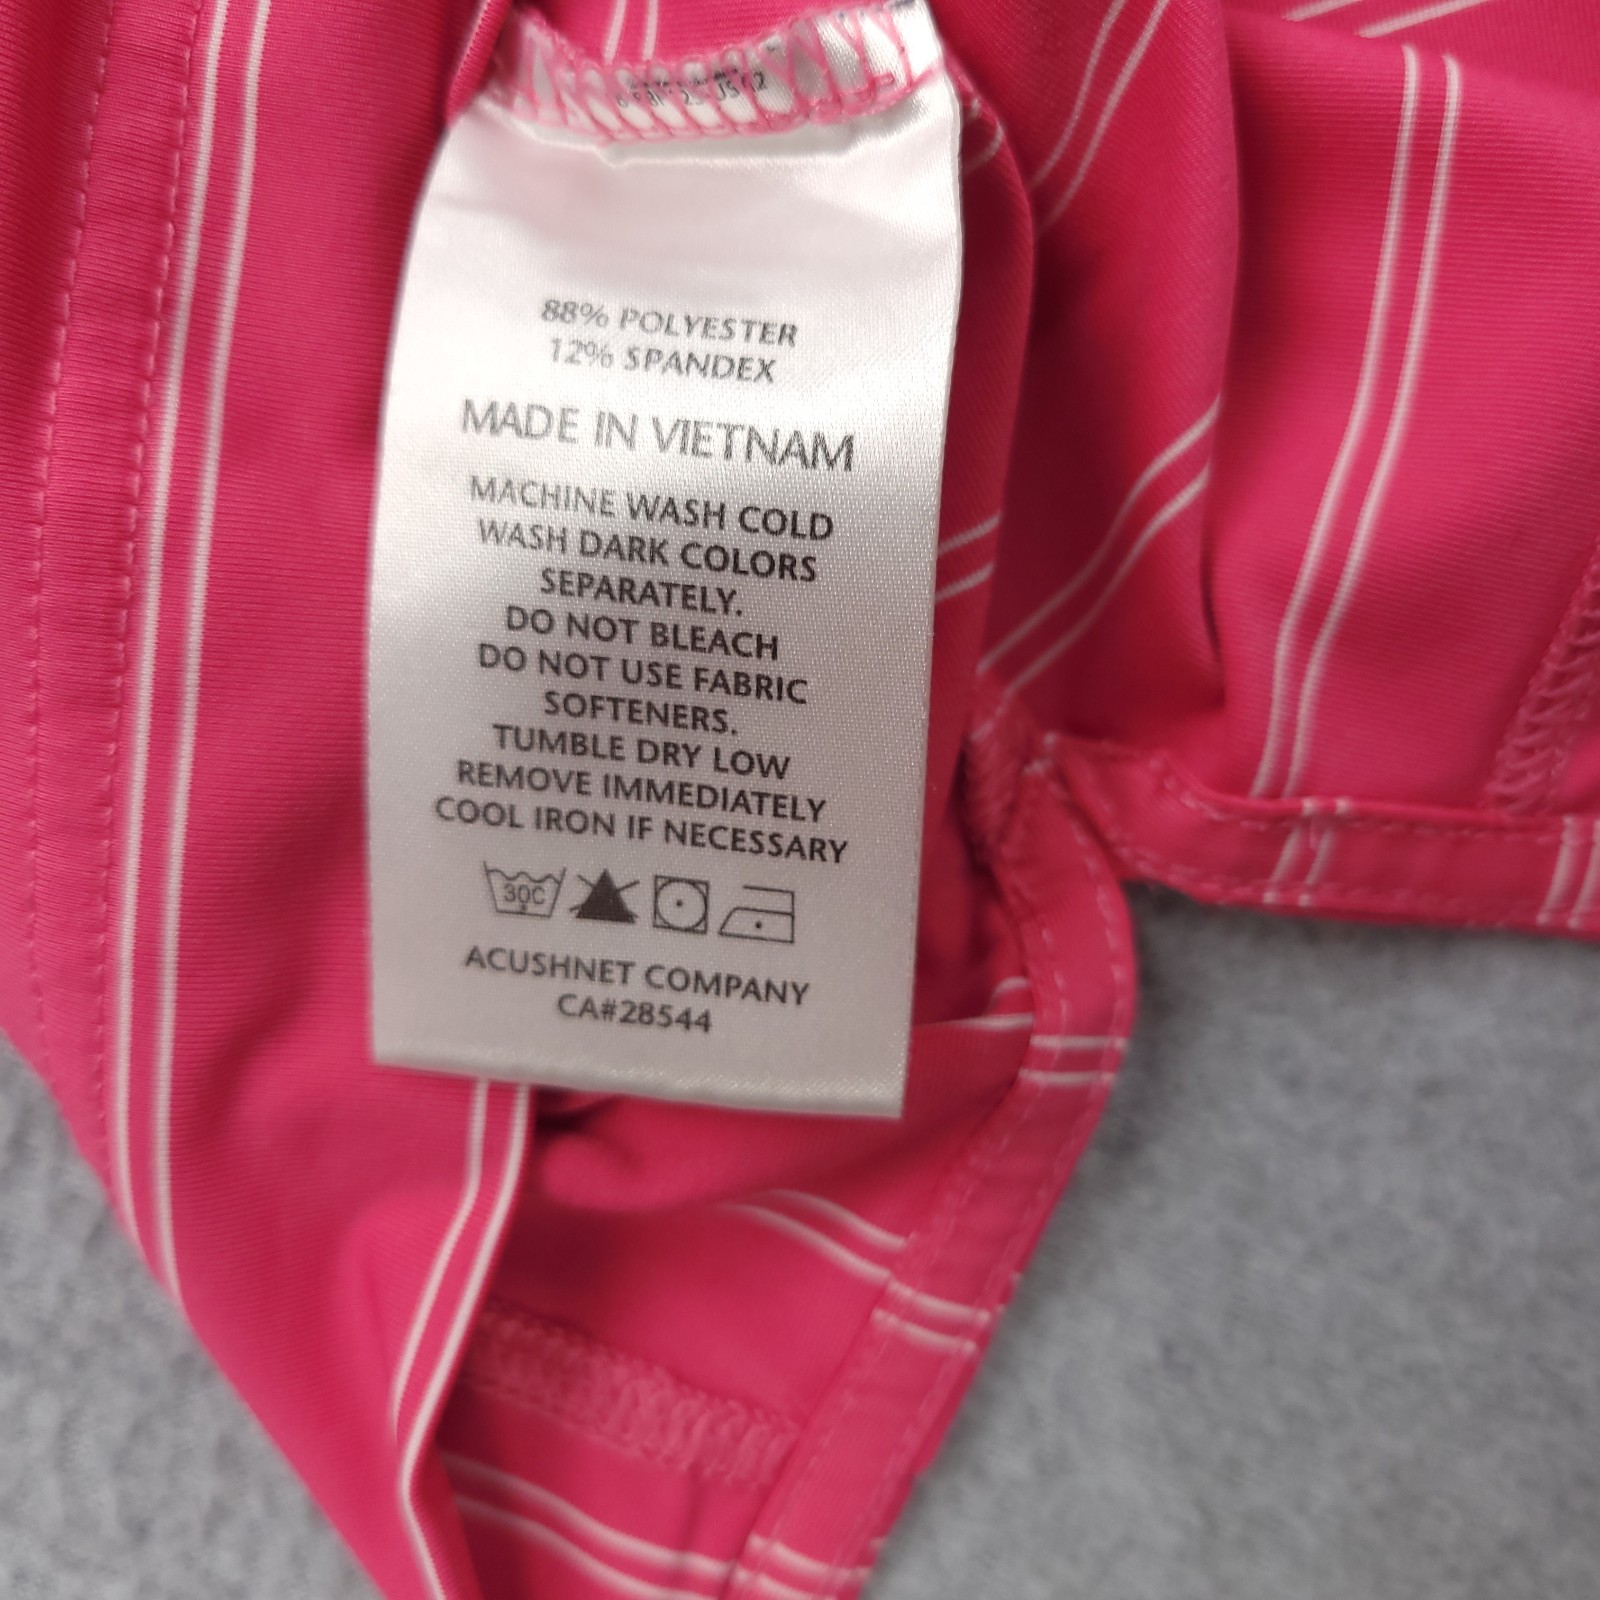 88% POLYESTER
12% SPANDEX
MADE IN VIETNAM
MACHINE WASH COLD
WASH DARK COLORS
SEPARATELY.
DO NOT BLEACH
DO NOT USE FABRIC
SOFTENERS.
TUMBLE DRY LOW
REMOVE IMMEDIATELY
COOL IRON IF NECESSARY
30C
ACUSHNET COMPANY
CA#28544